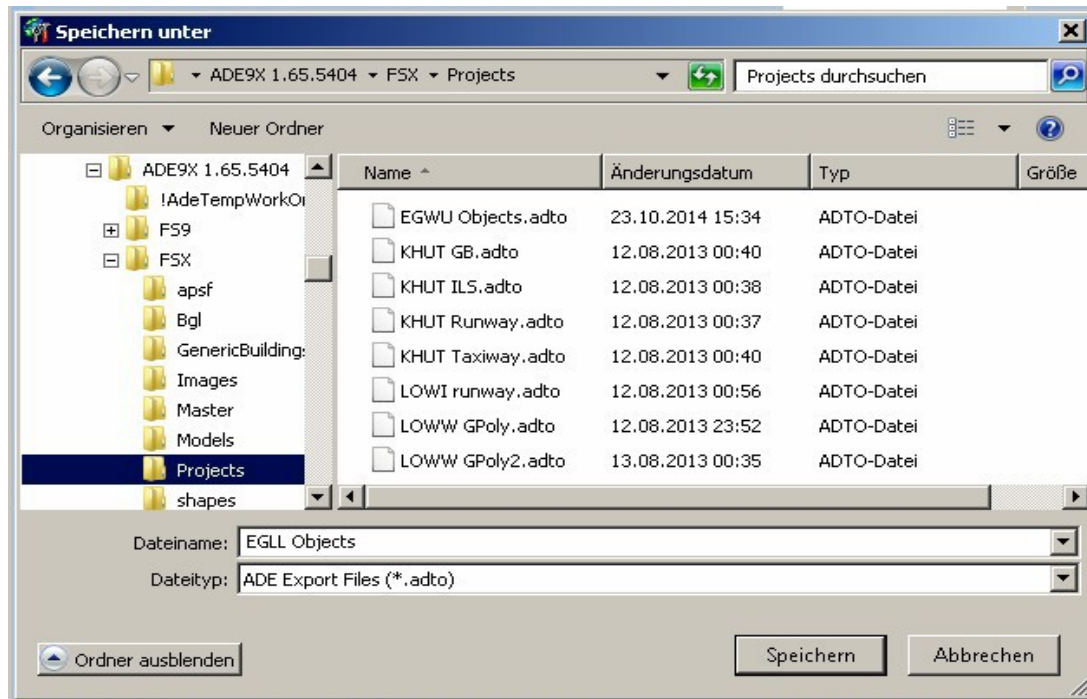 Speichern unter
ADE9X 1.65.5404 FSX Projects
Projects durchsuchen
Organisieren Neuer Ordner
ADE9X 1.65.5404
!AdeTempWorkOr
FS9
FSX
apsf
Bgl
GenericBuilding:
Images
Master
Models
Projects
shapes
Name Änderungsdatum Typ Größe
EGWU Objects.adto 23.10.2014 15:34 ADTO-Datei
KHUT GB.adto 12.08.2013 00:40 ADTO-Datei
KHUT ILS.adto 12.08.2013 00:38 ADTO-Datei
KHUT Runway.adto 12.08.2013 00:37 ADTO-Datei
KHUT Taxiway.adto 12.08.2013 00:40 ADTO-Datei
LOWI runway.adto 12.08.2013 00:56 ADTO-Datei
LOWW GPoly.adto 12.08.2013 23:52 ADTO-Datei
LOWW GPoly2.adto 13.08.2013 00:35 ADTO-Datei
Dateiname: EGLL Objects
Dateityp: ADE Export Files (*.adto)
Ordner ausblenden
Speichern
Abbrechen